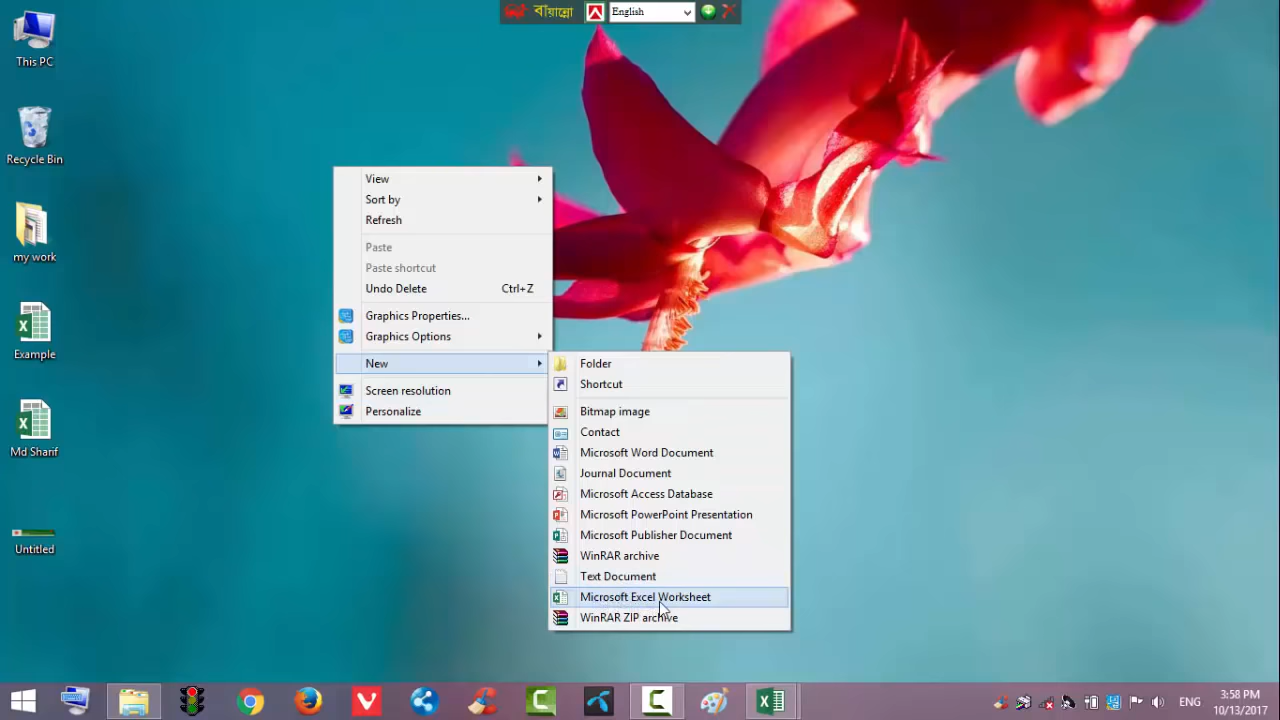 বাঁয়ান্নো
English
This PC
Recycle Bin
my work
Example
Md Sharif
Untitled
View
Sort by
Refresh
Paste
Paste shortcut
Undo Delete Ctrl+Z
Graphics Properties...
Graphics Options
New
Screen resolution
Personalize
Folder
Shortcut
Bitmap image
Contact
Microsoft Word Document
Journal Document
Microsoft Access Database
Microsoft PowerPoint Presentation
Microsoft Publisher Document
WinRAR archive
Text Document
Microsoft Excel Worksheet
WinRAR ZIP archive
ENG
3:58 PM
10/13/2017